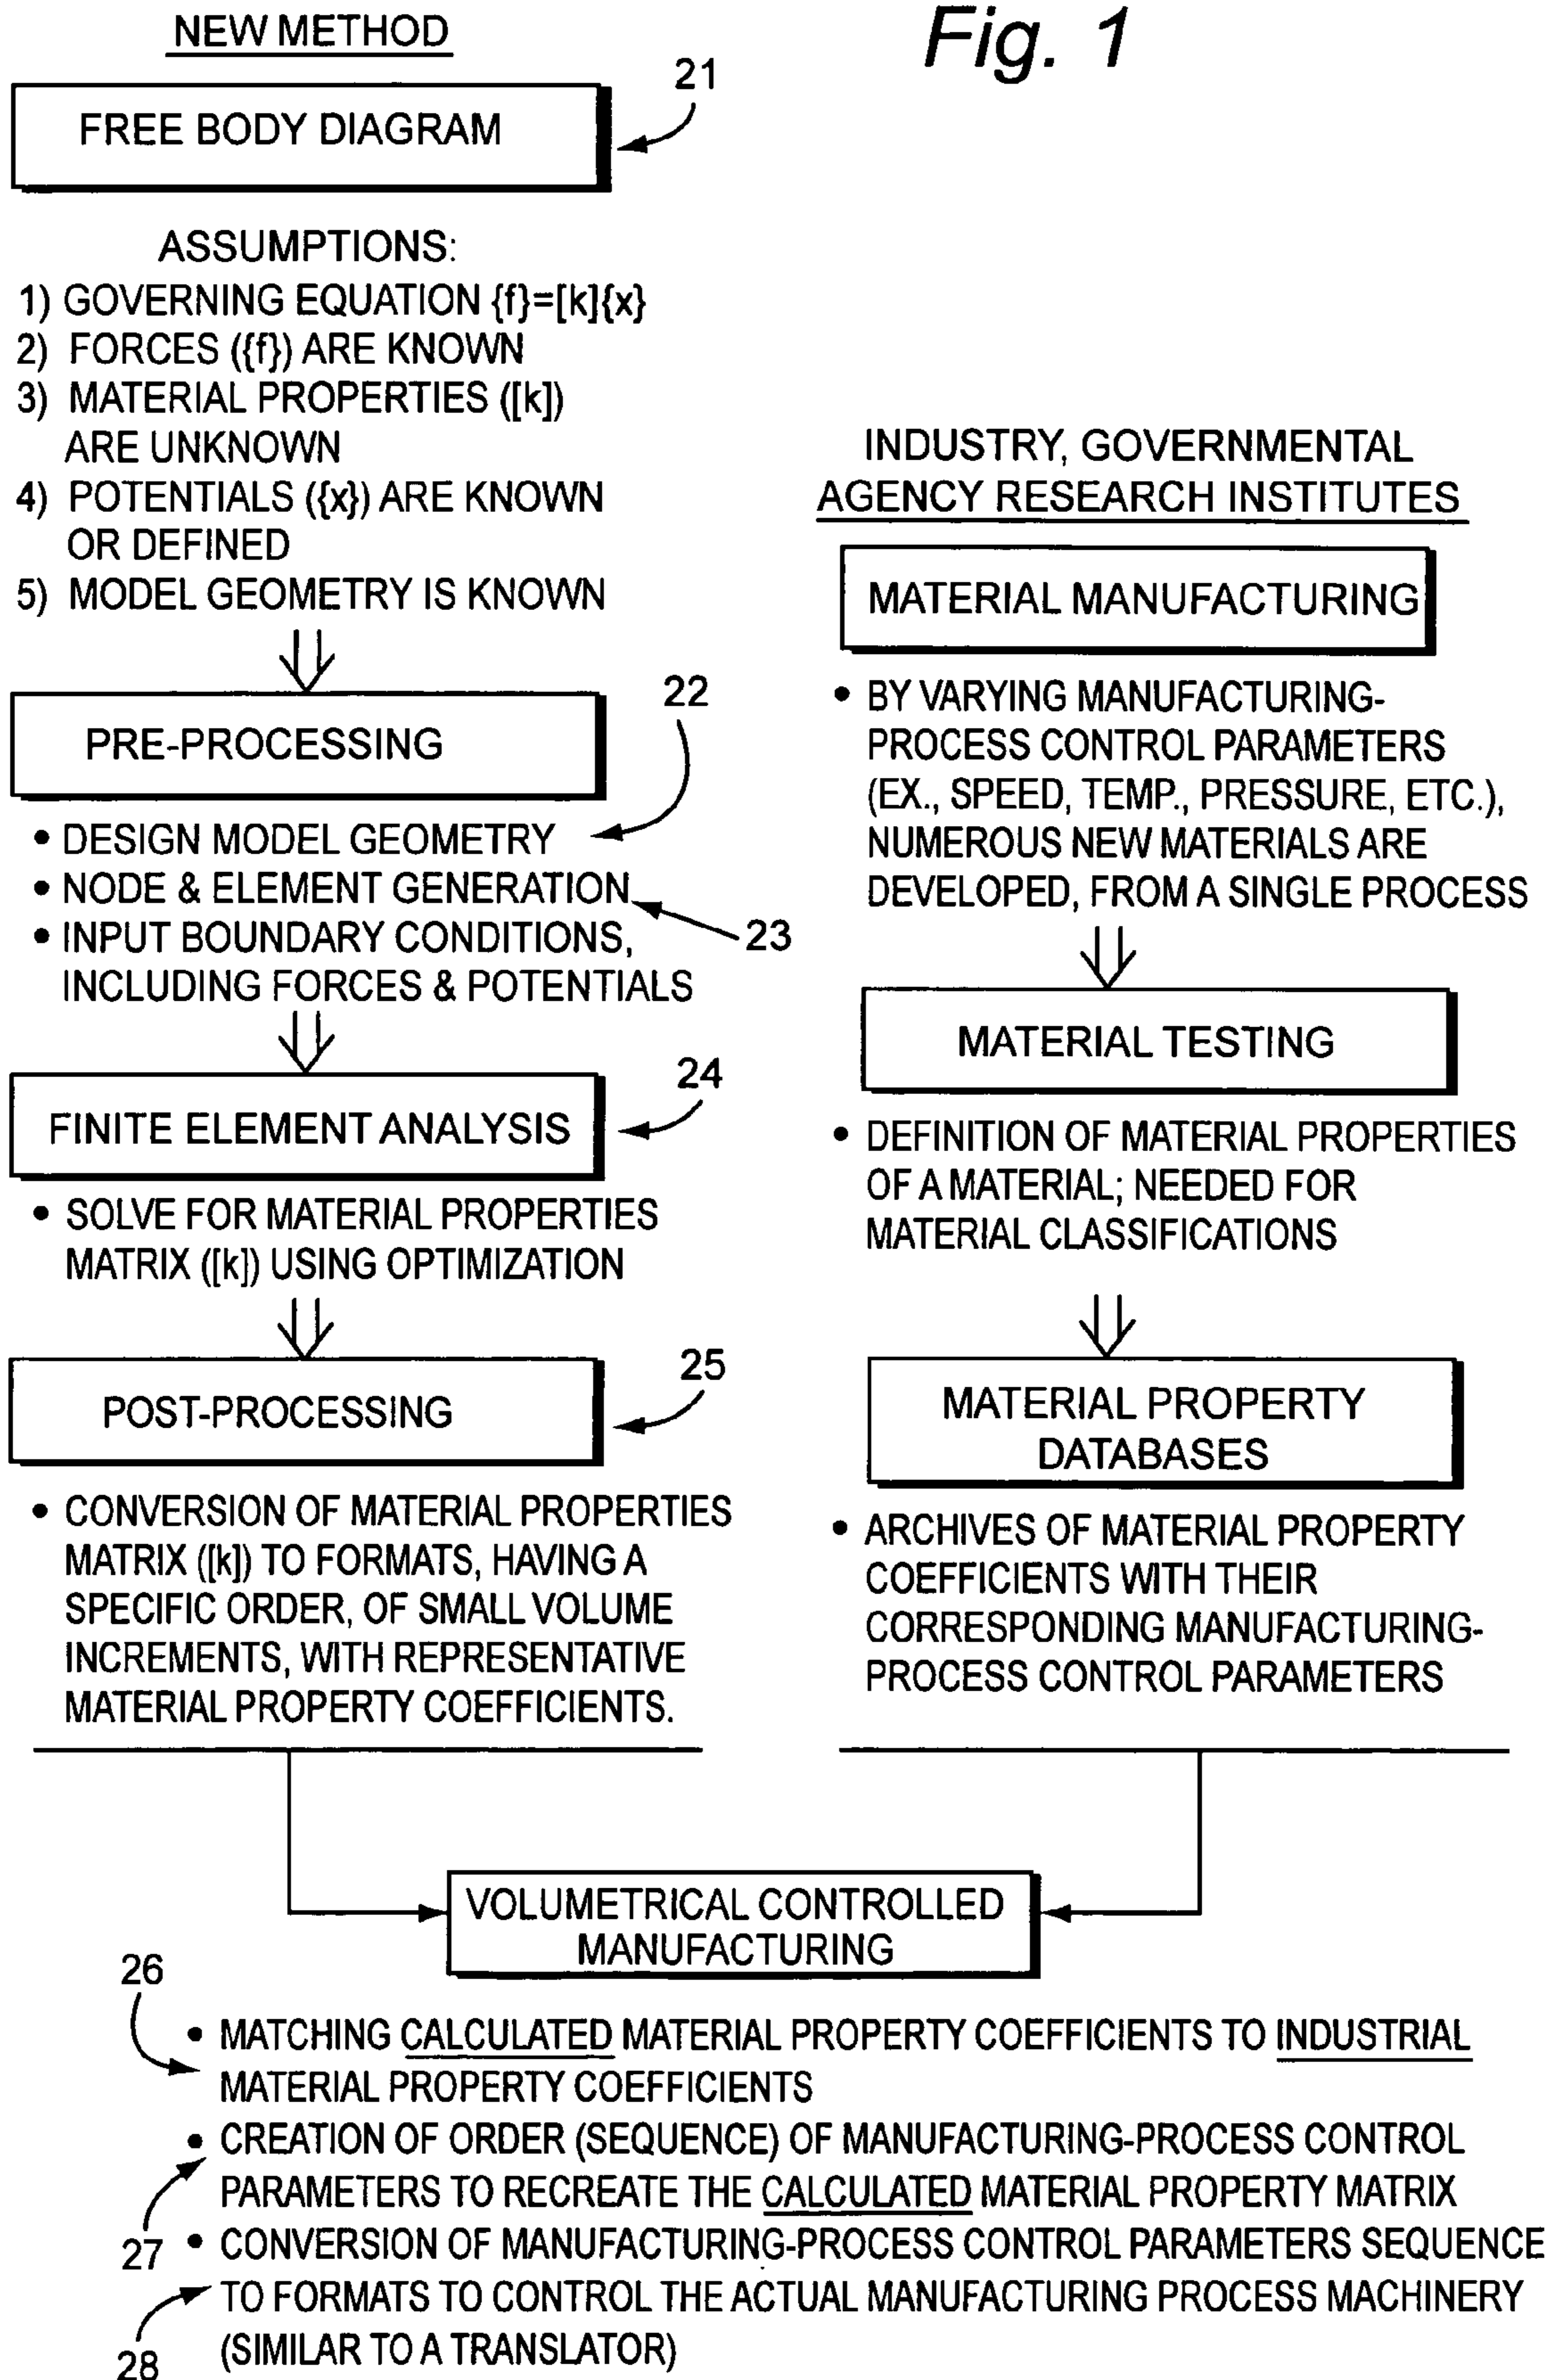 NEW METHOD
Fig. 1
21
FREE BODY DIAGRAM
ASSUMPTIONS:
1) GOVERNING EQUATION {f}=[k]{x}
2) FORCES ({f}) ARE KNOWN
3) MATERIAL PROPERTIES ([k])
ARE UNKNOWN
4) POTENTIALS ({x}) ARE KNOWN
OR DEFINED
5) MODEL GEOMETRY IS KNOWN
22
PRE-PROCESSING
• DESIGN MODEL GEOMETRY
• NODE & ELEMENT GENERATION
23
• INPUT BOUNDARY CONDITIONS,
INCLUDING FORCES & POTENTIALS
24
FINITE ELEMENT ANALYSIS
• SOLVE FOR MATERIAL PROPERTIES
MATRIX ([k]) USING OPTIMIZATION
25
POST-PROCESSING
• CONVERSION OF MATERIAL PROPERTIES
MATRIX ([k]) TO FORMATS, HAVING A
SPECIFIC ORDER, OF SMALL VOLUME
INCREMENTS, WITH REPRESENTATIVE
MATERIAL PROPERTY COEFFICIENTS.
INDUSTRY, GOVERNMENTAL
AGENCY RESEARCH INSTITUTES
MATERIAL MANUFACTURING
• BY VARYING MANUFACTURING-
PROCESS CONTROL PARAMETERS
(EX., SPEED, TEMP., PRESSURE, ETC.),
NUMEROUS NEW MATERIALS ARE
DEVELOPED, FROM A SINGLE PROCESS
MATERIAL TESTING
• DEFINITION OF MATERIAL PROPERTIES
OF A MATERIAL; NEEDED FOR
MATERIAL CLASSIFICATIONS
MATERIAL PROPERTY
DATABASES
• ARCHIVES OF MATERIAL PROPERTY
COEFFICIENTS WITH THEIR
CORRESPONDING MANUFACTURING-
PROCESS CONTROL PARAMETERS
VOLUMETRICAL CONTROLLED
MANUFACTURING
26
• MATCHING CALCULATED MATERIAL PROPERTY COEFFICIENTS TO INDUSTRIAL
MATERIAL PROPERTY COEFFICIENTS
• CREATION OF ORDER (SEQUENCE) OF MANUFACTURING-PROCESS CONTROL
PARAMETERS TO RECREATE THE CALCULATED MATERIAL PROPERTY MATRIX
27
• CONVERSION OF MANUFACTURING-PROCESS CONTROL PARAMETERS SEQUENCE
TO FORMATS TO CONTROL THE ACTUAL MANUFACTURING PROCESS MACHINERY
(SIMILAR TO A TRANSLATOR)
28